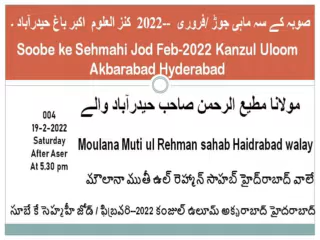 صوبہ کے سہ ماہی جوڑ /فروری --2022 کنز العلوم اکبر باغ حیدرآباد .
Soobe ke Sehmahi Jod Feb-2022 Kanzul Uloom
Akbarabad Hyderabad
مولانا مطیع الرحمن صاحب حیدرآباد والے
004
19-2-2022
Saturday
After Aser
At 5.30 pm
Moulana Muti ul Rehman sahab Haidrabad walay
మౌలానా ముతీ ఉల్ రెహ్మాన్ సాహబ్ హైద్‌రాబాద్ వాలే
సూబే కే సెహ్మహీ జోడ్ / ఫిబ్రవరి–2022 కంజుల్ ఉలూమ్ అక్బరాబాద్ హైదరాబాద్